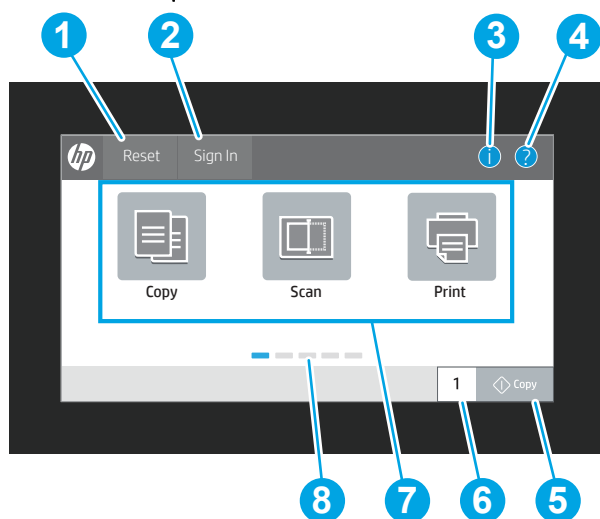 1 2 3 4
hp Reset Sign In i ?
Copy Scan Print
1 Copy
8 7 6 5